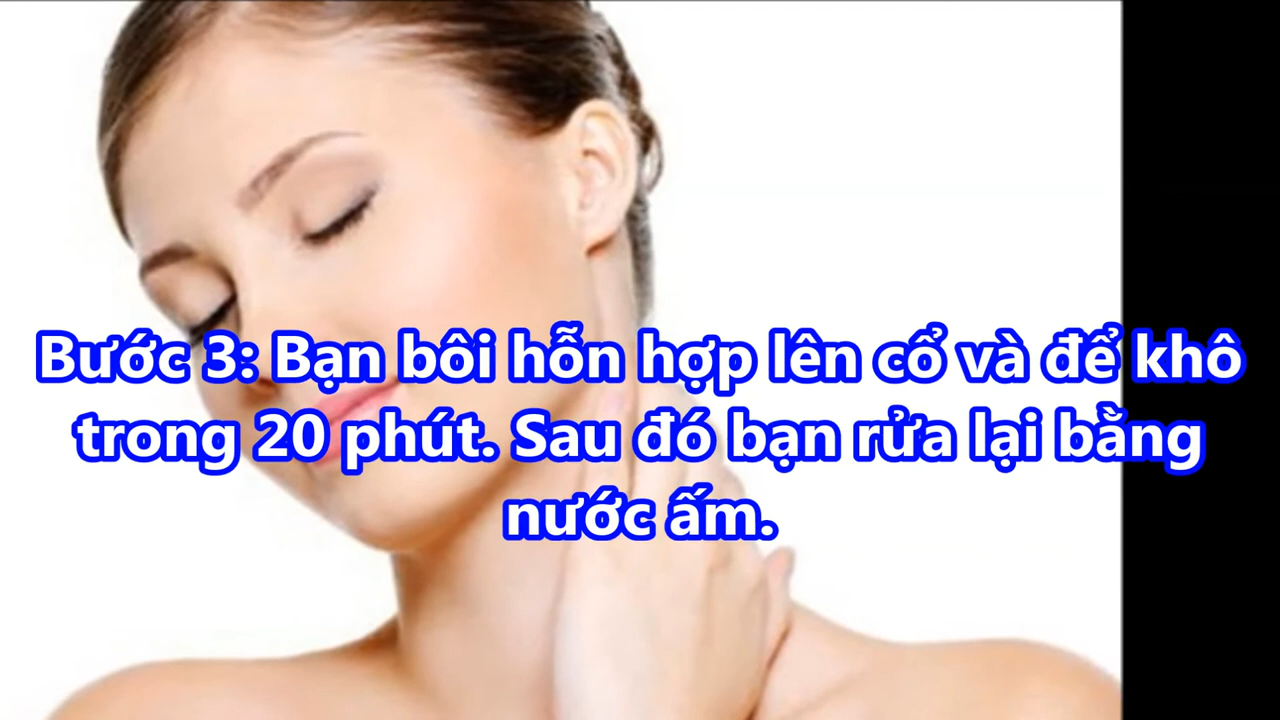 Bước 3: Bạn bôi hỗn hợp lên cổ và để khô
trong 20 phút. Sau đó bạn rửa lại bằng
nước ấm.